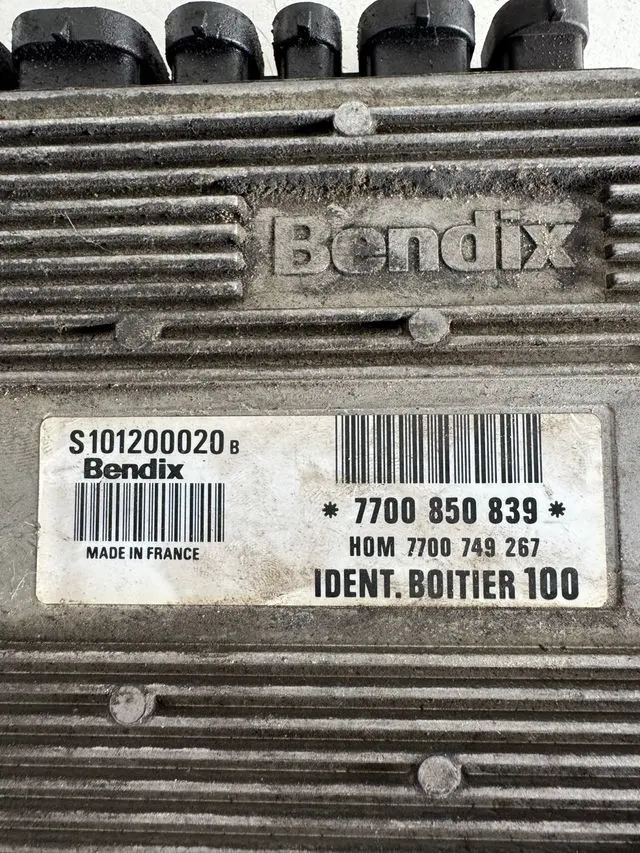 Bendix
S101200020 B
Bendix
MADE IN FRANCE
* 7700 850 839 *
HOM 7700 749 267
IDENT. BOITIER 100